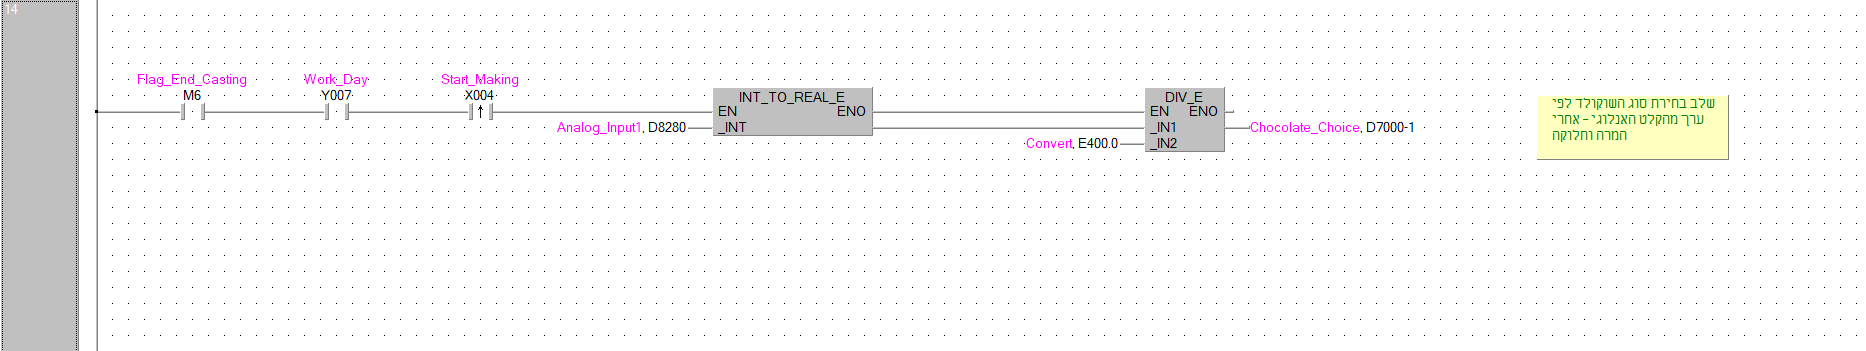 14
Flag_End_Casting Work_Day Start_Making
M6 Y007 X004
INT_TO_REAL_E DIV_E
EN ENO EN ENO
Analog_Input1, D8280 _INT _IN1 Chocolate_Choice, D7000-1
Convert, E400.0 _IN2
שלב בחירת סוג השוקולד לפי
ערך מהקלט האנלוגי - אחרי
המרה וחלוקה